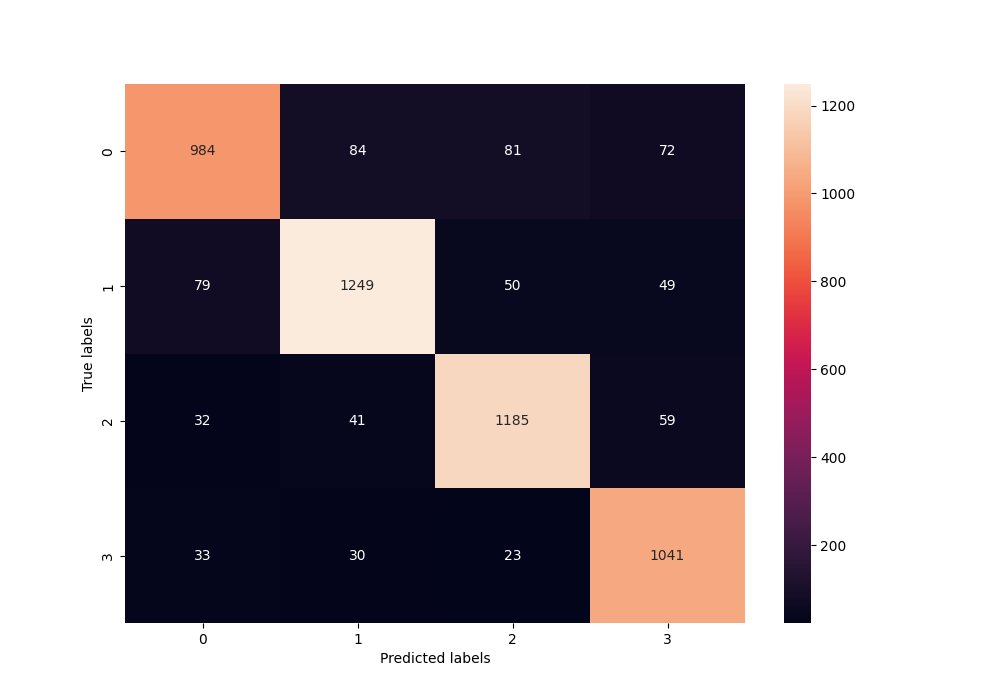 1200
0 984 84 81 72
1000
1 79 1249 50 49
800
True labels
600
2 32 41 1185 59
400
3 33 30 23 1041
200
0 1 2 3
Predicted labels